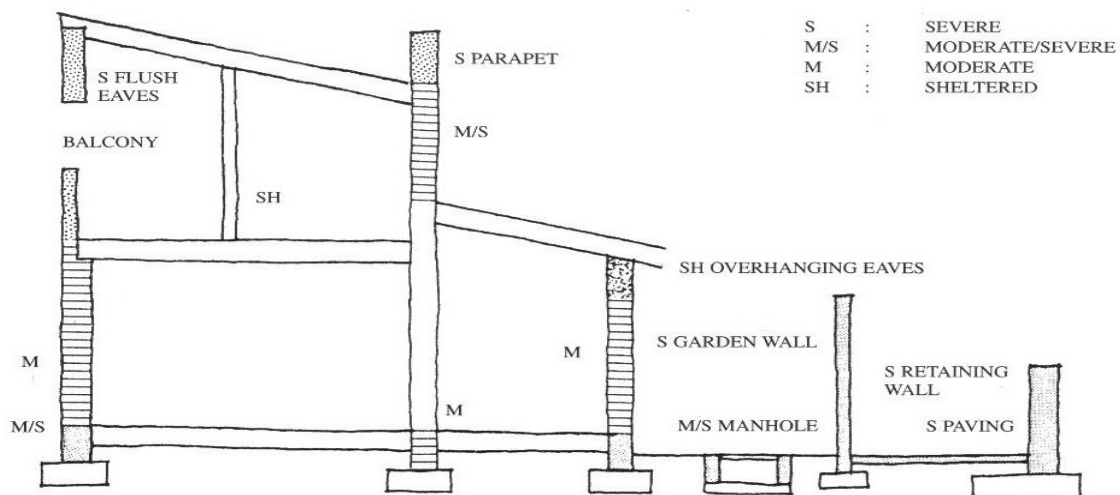 S : SEVERE
M/S : MODERATE/SEVERE
M : MODERATE
SH : SHELTERED
S PARAPET
S FLUSH
EAVES
BALCONY
M/S
SH
SH OVERHANGING EAVES
S GARDEN WALL
M
M
S RETAINING
WALL
M
M/S
M/S MANHOLE
S PAVING